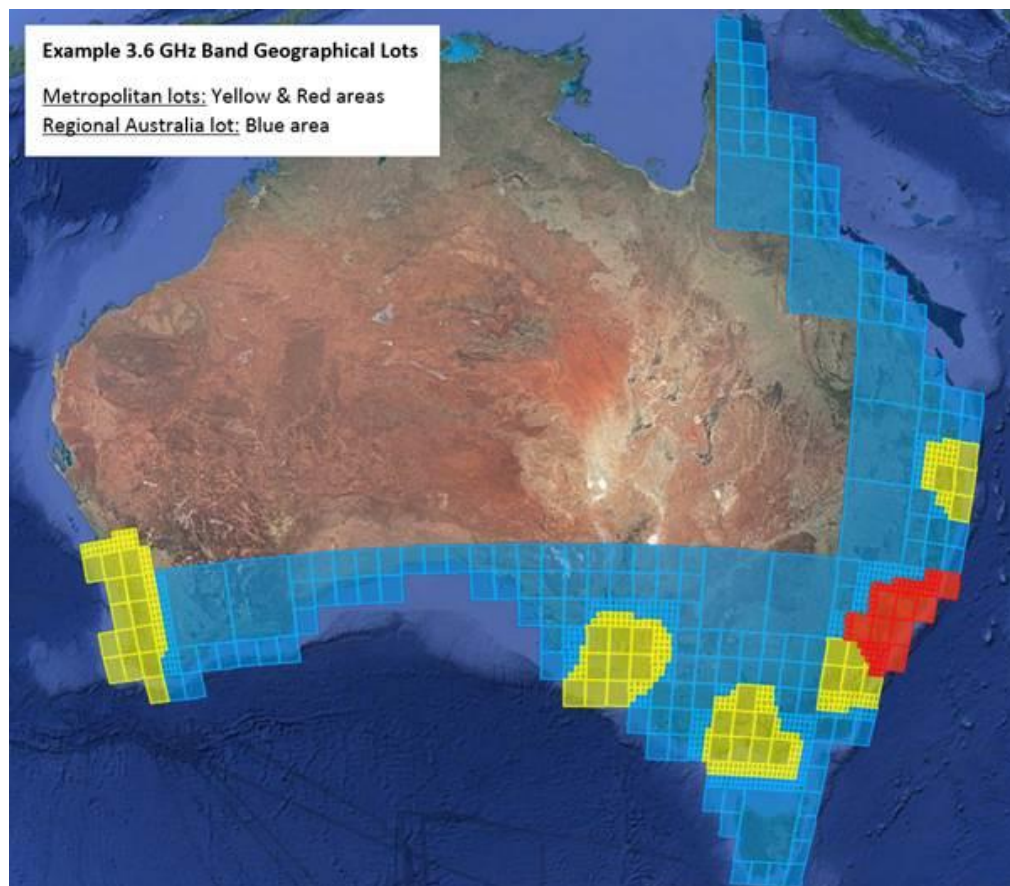 Example 3.6 GHz Band Geographical Lots
Metropolitan lots: Yellow & Red areas
Regional Australia lot: Blue area